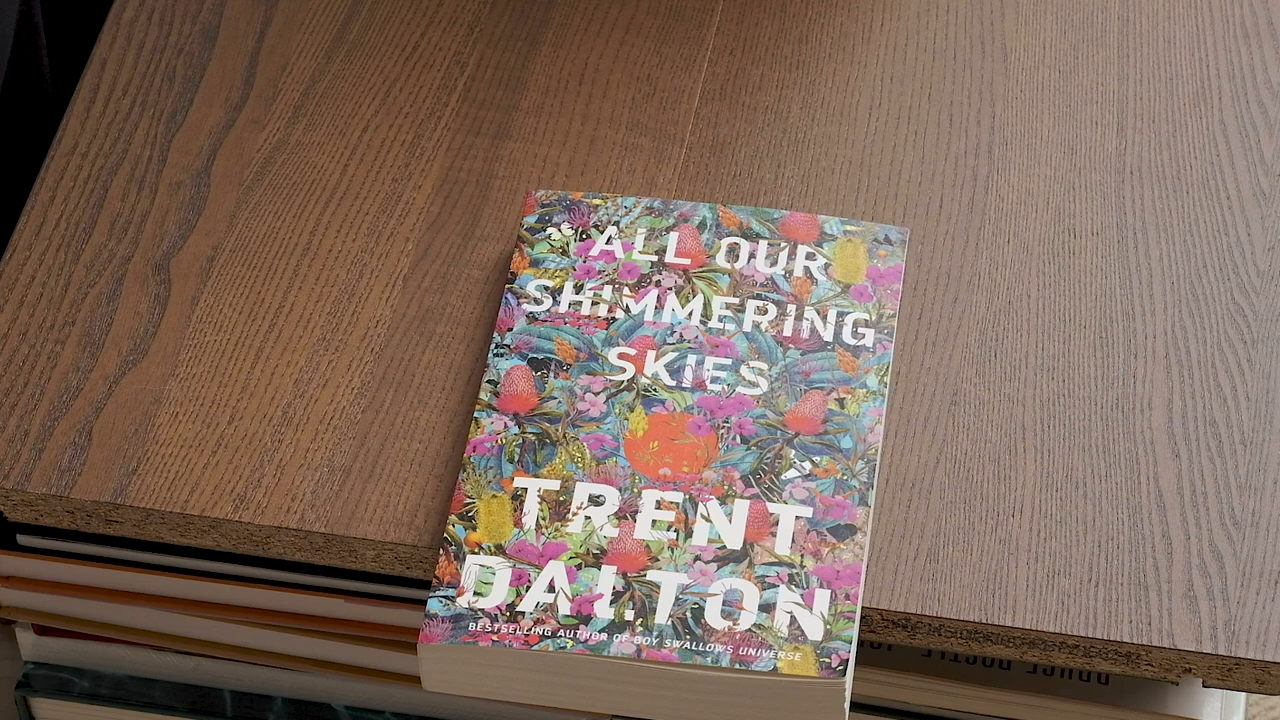 ALL OUR
SHIMMERING
SKIES
TRENT
DALTON
BESTSELLING AUTHOR OF BOY SWALLOWS UNIVERSE